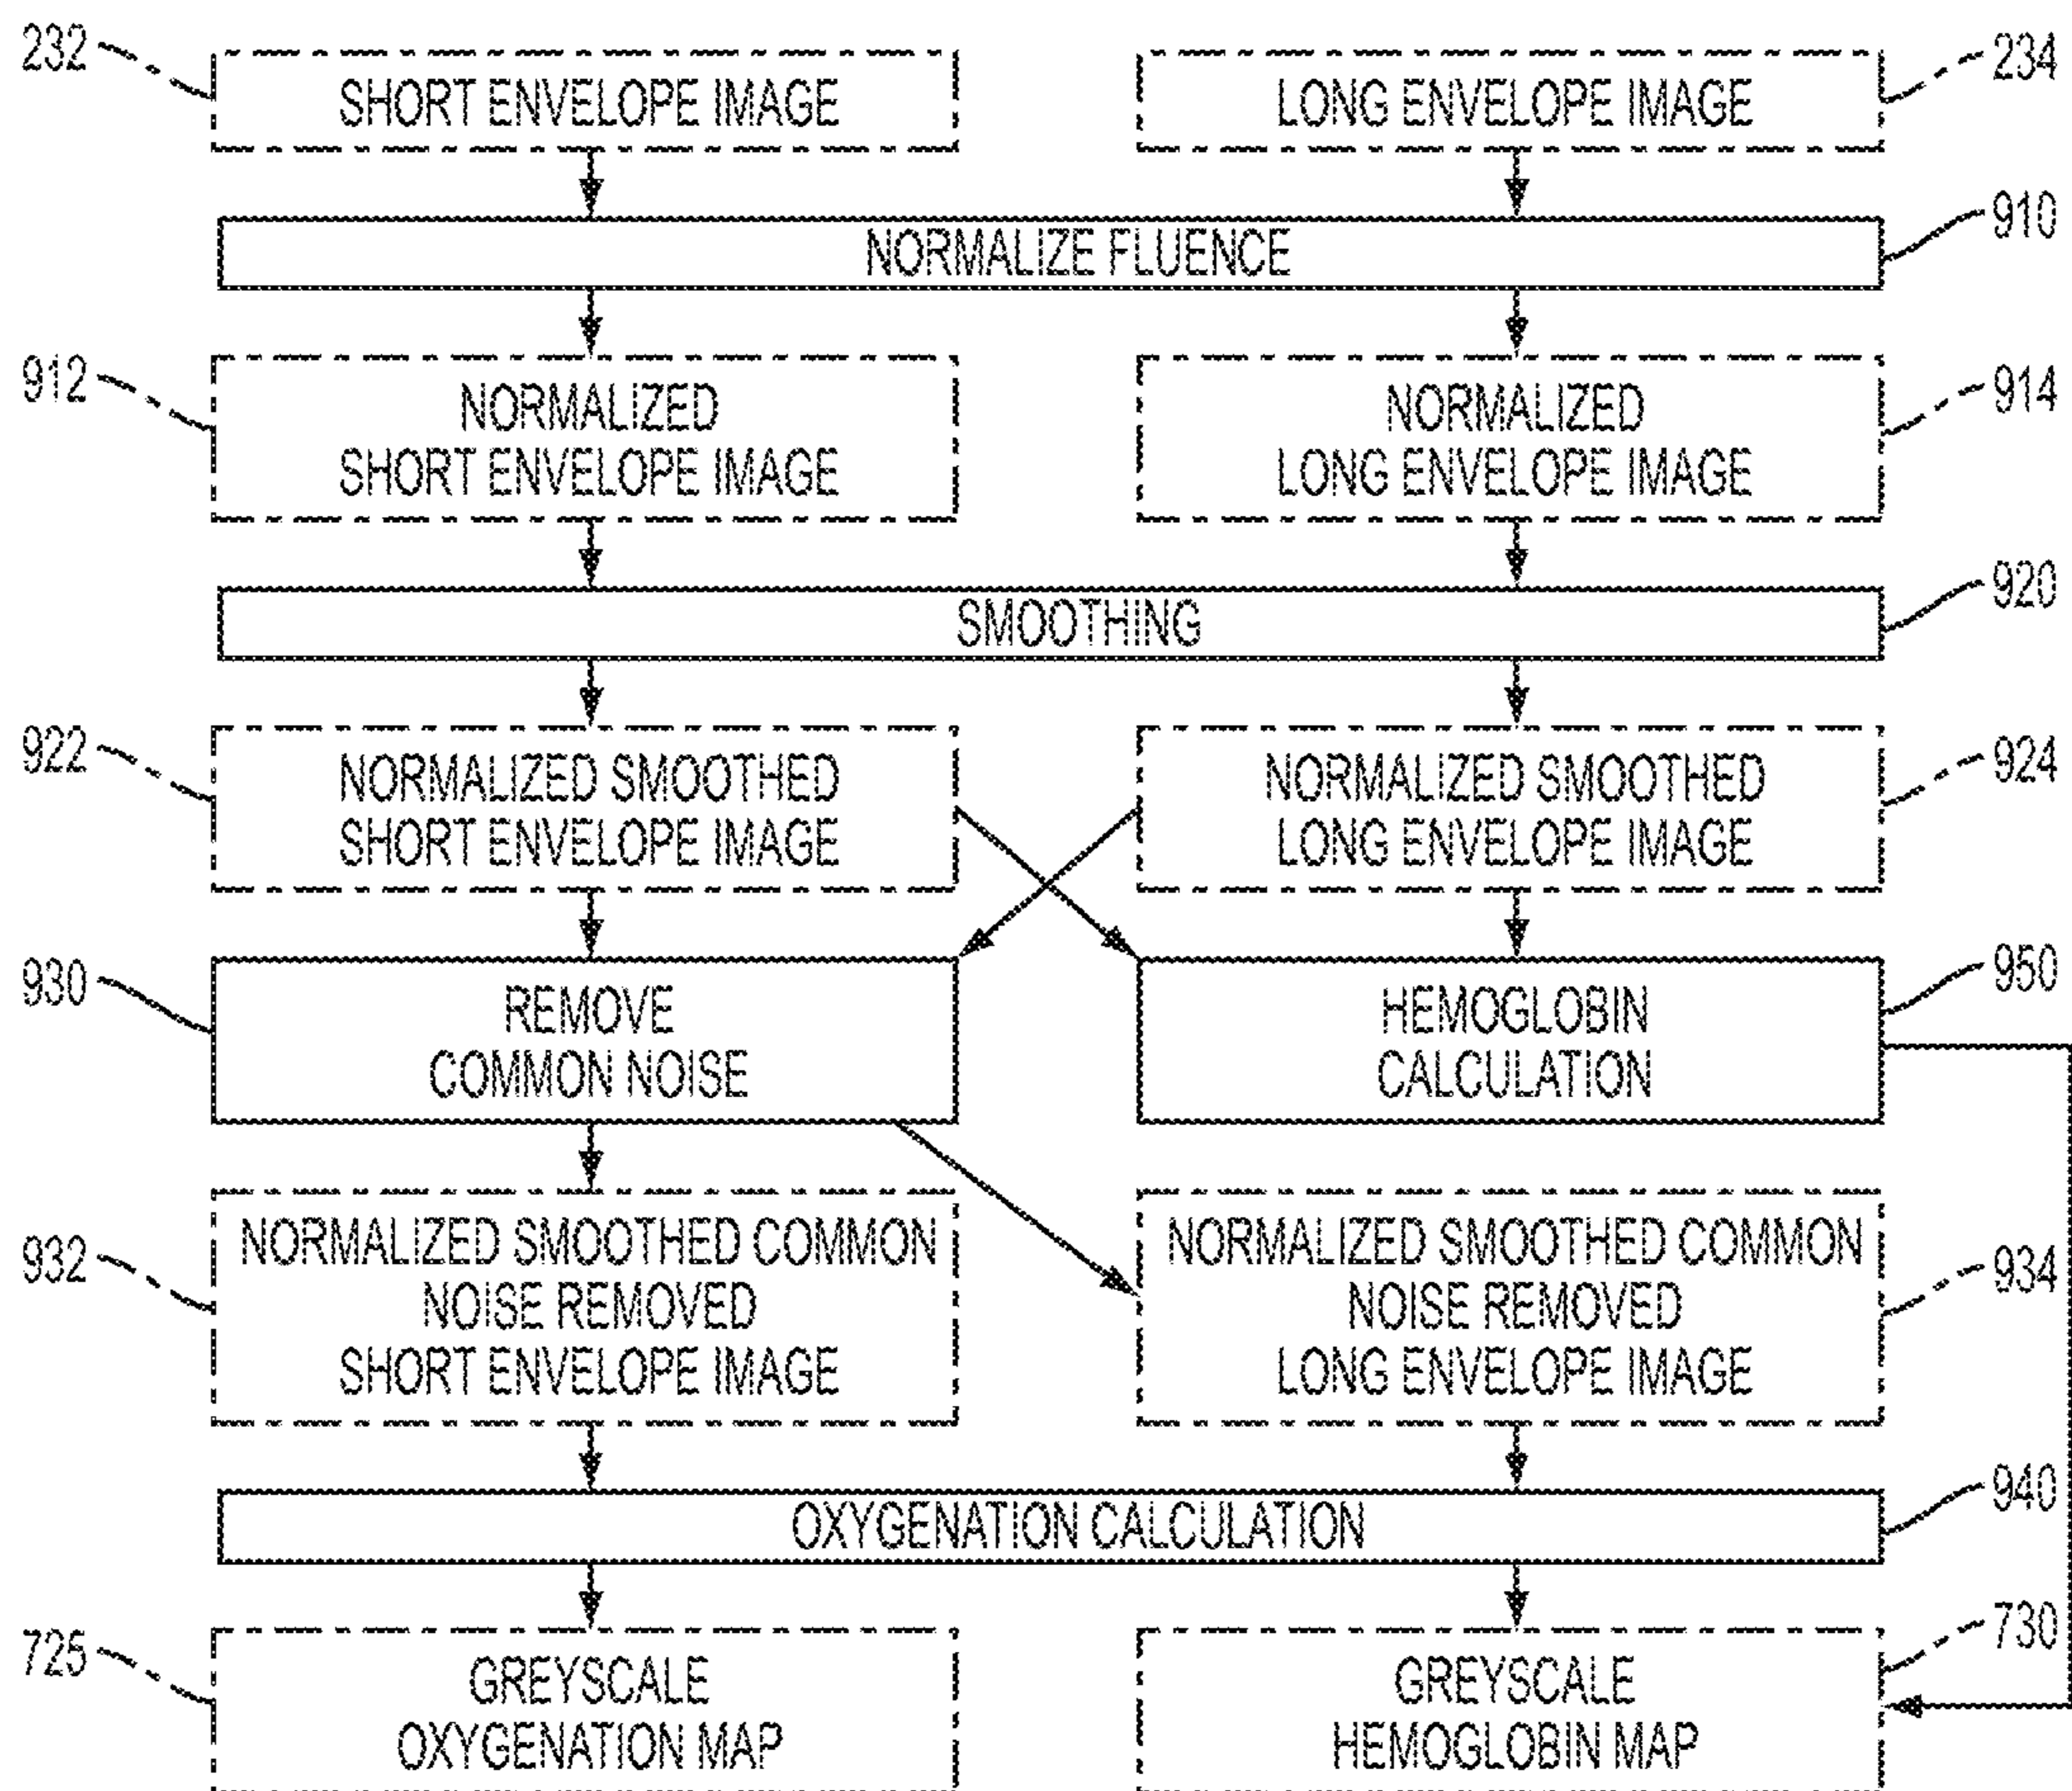 232
SHORT ENVELOPE IMAGE
LONG ENVELOPE IMAGE
234
NORMALIZE FLUENCE
910
912
NORMALIZED
SHORT ENVELOPE IMAGE
NORMALIZED
LONG ENVELOPE IMAGE
914
SMOOTHING
920
922
NORMALIZED SMOOTHED
SHORT ENVELOPE IMAGE
NORMALIZED SMOOTHED
LONG ENVELOPE IMAGE
924
930
REMOVE
COMMON NOISE
HEMOGLOBIN
CALCULATION
950
932
NORMALIZED SMOOTHED COMMON
NOISE REMOVED
SHORT ENVELOPE IMAGE
NORMALIZED SMOOTHED COMMON
NOISE REMOVED
LONG ENVELOPE IMAGE
934
OXYGENATION CALCULATION
940
725
GREYSCALE
OXYGENATION MAP
GREYSCALE
HEMOGLOBIN MAP
730